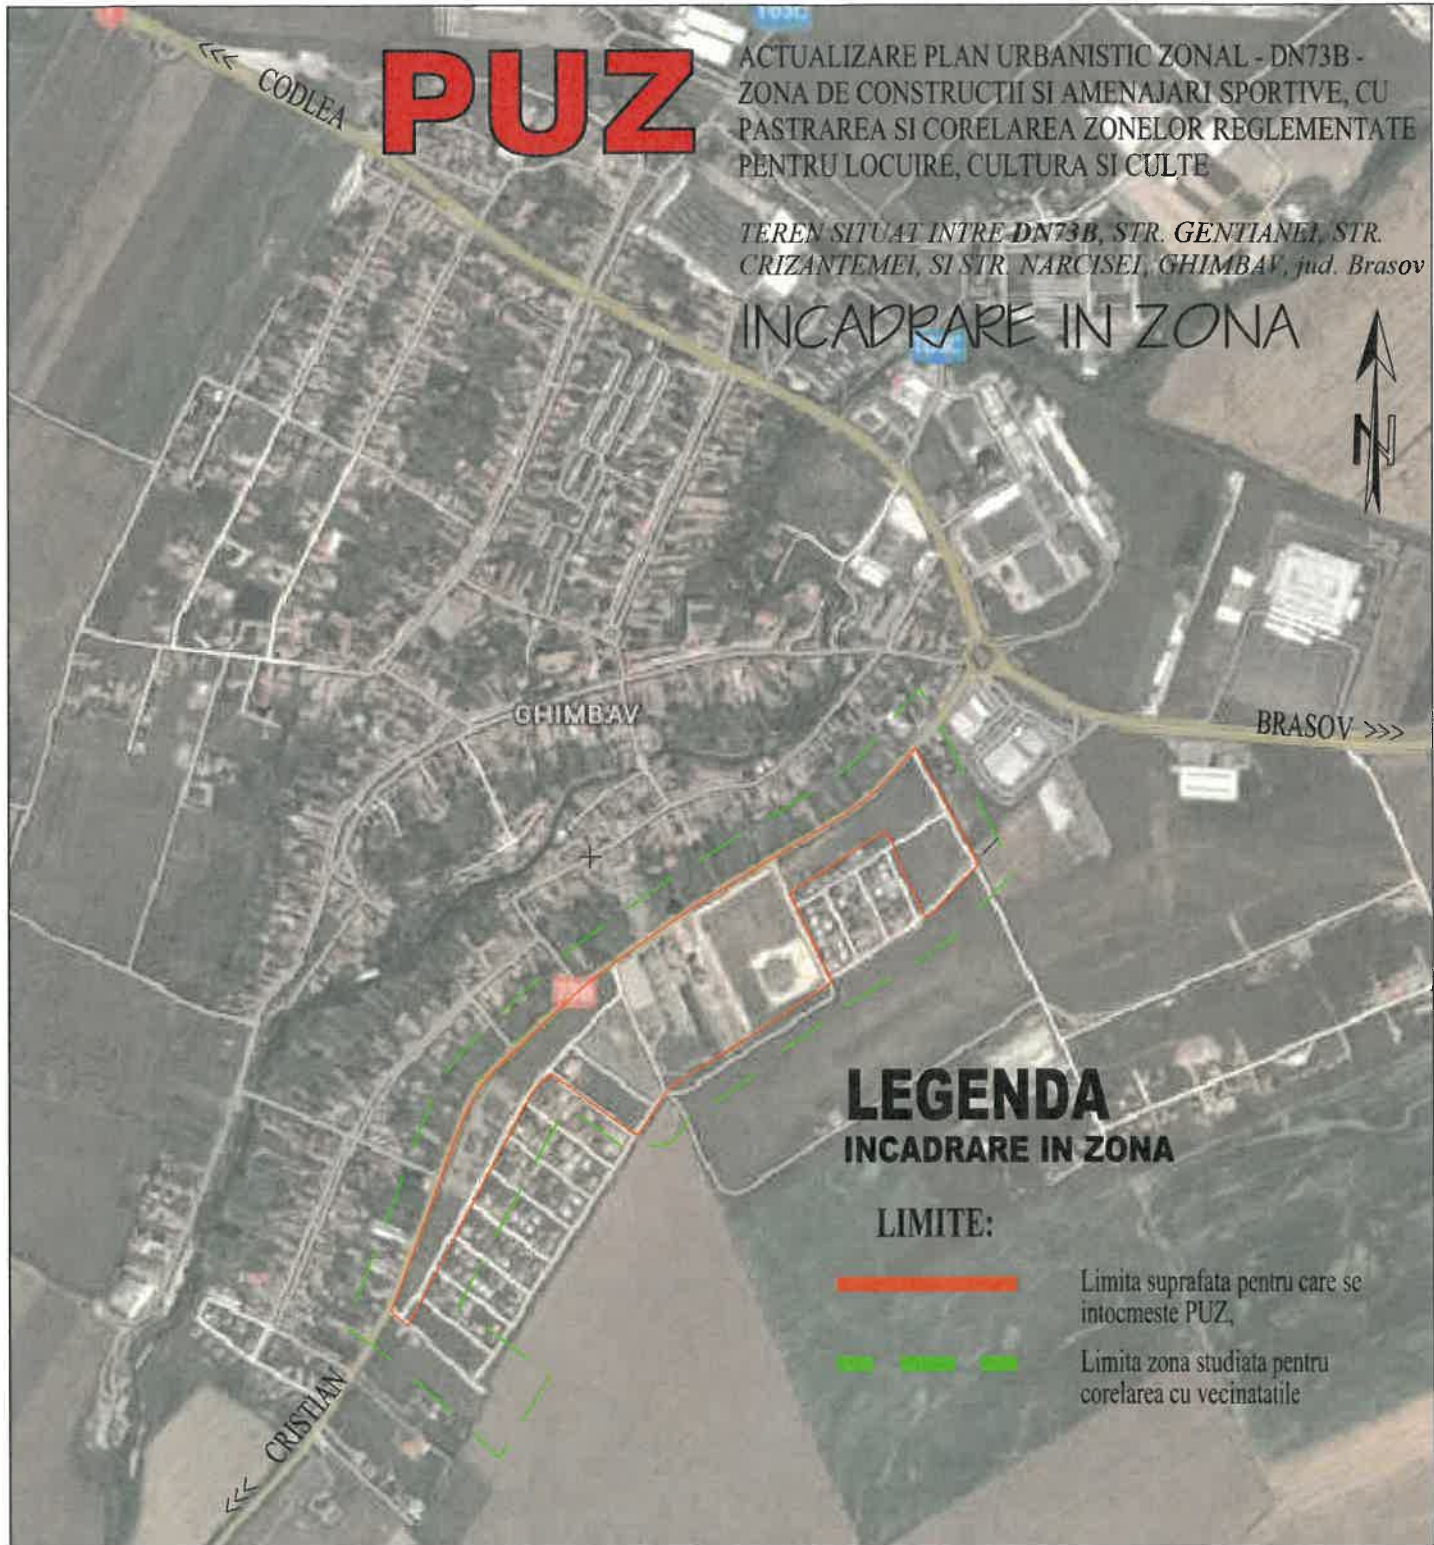 <<< CODLEA
PUZ
ACTUALIZARE PLAN URBANISTIC ZONAL - DN73B -
ZONA DE CONSTRUCTII SI AMENAJARI SPORTIVE, CU
PASTRAREA SI CORELAREA ZONELOR REGLEMENTATE
PENTRU LOCUIRE, CULTURA SI CULTE
TEREN SITUAT INTRE DN73B, STR. GENTIANEI, STR.
CRIZANTEMEI, SI STR. NARCISEI, GHIMBAV, jud. Brasov
INCADRARE IN ZONA
N
GHIMBAV
BRASOV >>>
LEGENDA
INCADRARE IN ZONA
LIMITE:
Limita suprafata pentru care se
intocmeste PUZ,
Limita zona studiata pentru
corelarea cu vecinatatile
<<< CRISTIAN